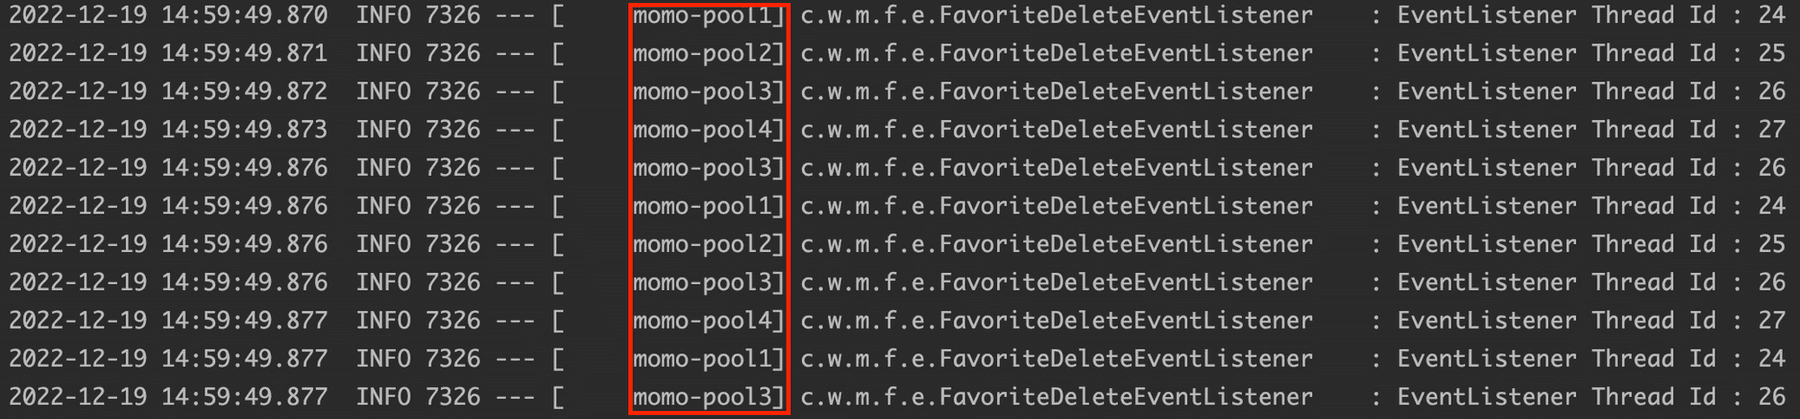 2022-12-19 14:59:49.870  INFO 7326 --- [     momo-pool1] c.w.m.f.e.FavoriteDeleteEventListener    : EventListener Thread Id : 24
2022-12-19 14:59:49.871  INFO 7326 --- [     momo-pool2] c.w.m.f.e.FavoriteDeleteEventListener    : EventListener Thread Id : 25
2022-12-19 14:59:49.872  INFO 7326 --- [     momo-pool3] c.w.m.f.e.FavoriteDeleteEventListener    : EventListener Thread Id : 26
2022-12-19 14:59:49.873  INFO 7326 --- [     momo-pool4] c.w.m.f.e.FavoriteDeleteEventListener    : EventListener Thread Id : 27
2022-12-19 14:59:49.876  INFO 7326 --- [     momo-pool3] c.w.m.f.e.FavoriteDeleteEventListener    : EventListener Thread Id : 26
2022-12-19 14:59:49.876  INFO 7326 --- [     momo-pool1] c.w.m.f.e.FavoriteDeleteEventListener    : EventListener Thread Id : 24
2022-12-19 14:59:49.876  INFO 7326 --- [     momo-pool2] c.w.m.f.e.FavoriteDeleteEventListener    : EventListener Thread Id : 25
2022-12-19 14:59:49.876  INFO 7326 --- [     momo-pool3] c.w.m.f.e.FavoriteDeleteEventListener    : EventListener Thread Id : 26
2022-12-19 14:59:49.877  INFO 7326 --- [     momo-pool4] c.w.m.f.e.FavoriteDeleteEventListener    : EventListener Thread Id : 27
2022-12-19 14:59:49.877  INFO 7326 --- [     momo-pool1] c.w.m.f.e.FavoriteDeleteEventListener    : EventListener Thread Id : 24
2022-12-19 14:59:49.877  INFO 7326 --- [     momo-pool3] c.w.m.f.e.FavoriteDeleteEventListener    : EventListener Thread Id : 26